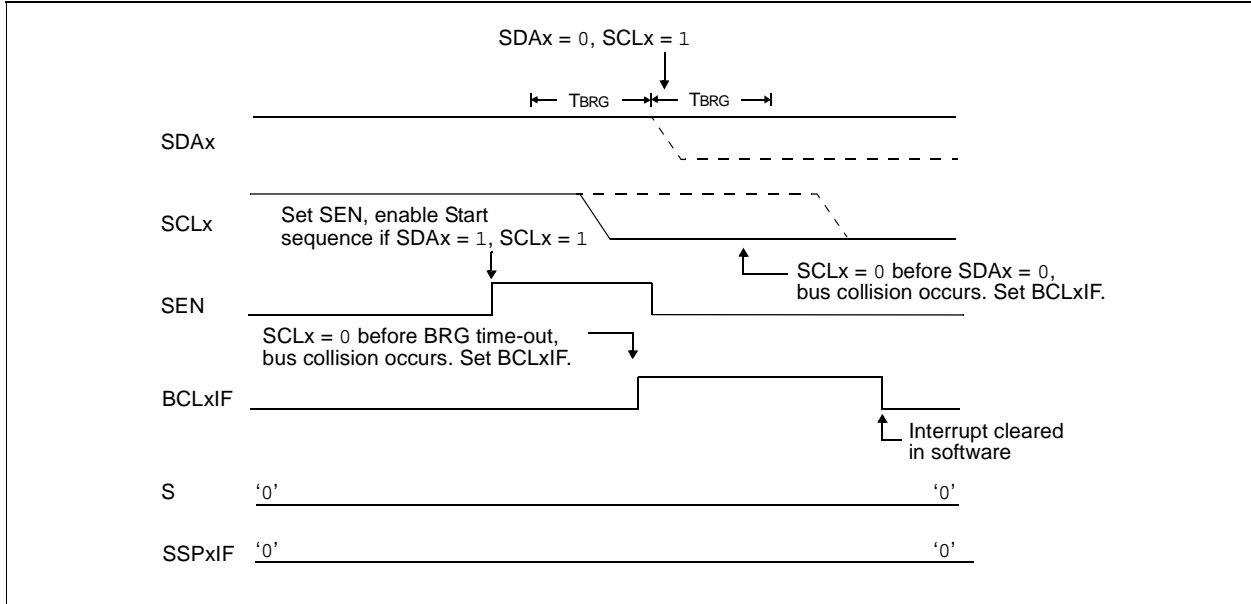 SDAx = 0, SCLx = 1
TBRG TBRG
SDAx
SCLx
Set SEN, enable Start
sequence if SDAx = 1, SCLx = 1
SCLx = 0 before SDAx = 0,
bus collision occurs. Set BCLxIF.
SEN
SCLx = 0 before BRG time-out,
bus collision occurs. Set BCLxIF.
BCLxIF
Interrupt cleared
in software
S ‘0’ ‘0’
SSPxIF ‘0’ ‘0’